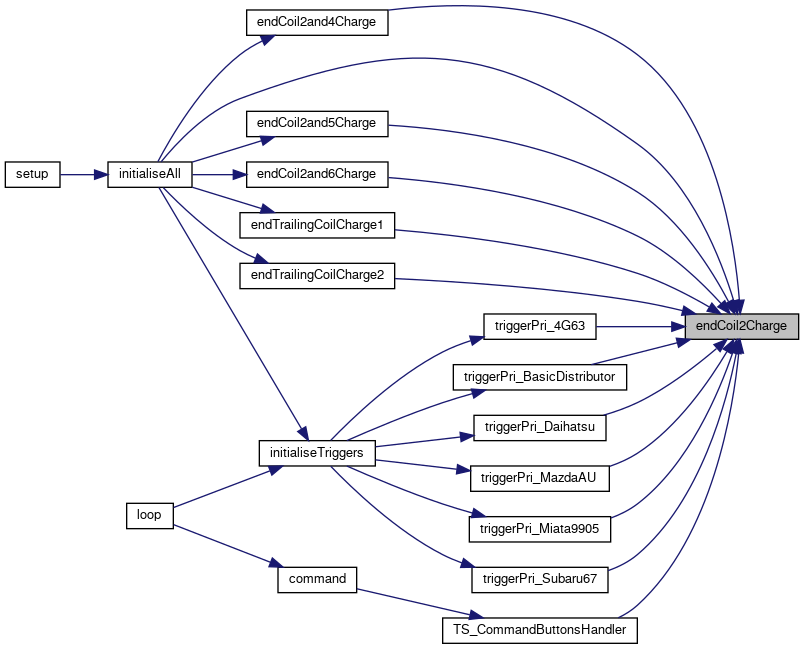 endCoil2and4Charge
endCoil2and5Charge
setup
initialiseAll
endCoil2and6Charge
endTrailingCoilCharge1
endTrailingCoilCharge2
triggerPri_4G63
endCoil2Charge
triggerPri_BasicDistributor
triggerPri_Daihatsu
initialiseTriggers
triggerPri_MazdaAU
loop
triggerPri_Miata9905
command
triggerPri_Subaru67
TS_CommandButtonsHandler